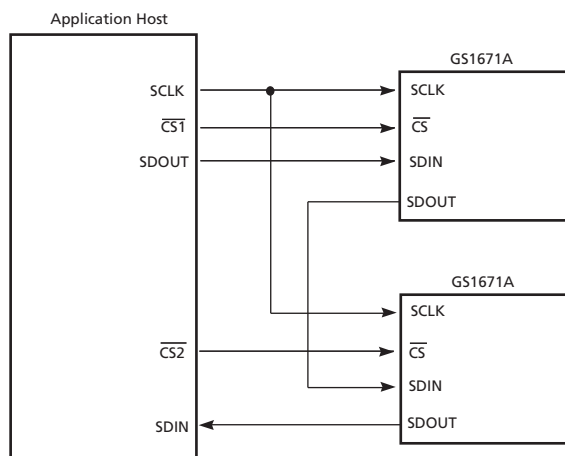 Application Host
SCLK
CS1
SDOUT
CS2
SDIN
GS1671A
SCLK
CS
SDIN
SDOUT
GS1671A
SCLK
CS
SDIN
SDOUT